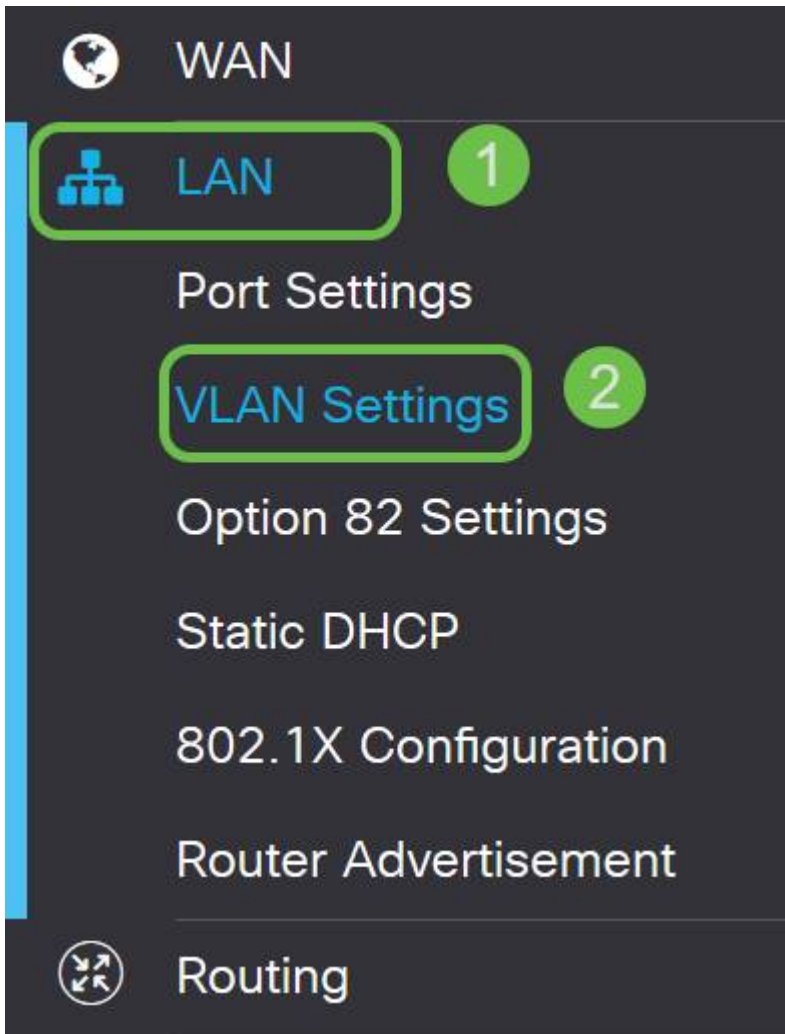 WAN
LAN 1
Port Settings
VLAN Settings 2
Option 82 Settings
Static DHCP
802.1X Configuration
Router Advertisement
Routing